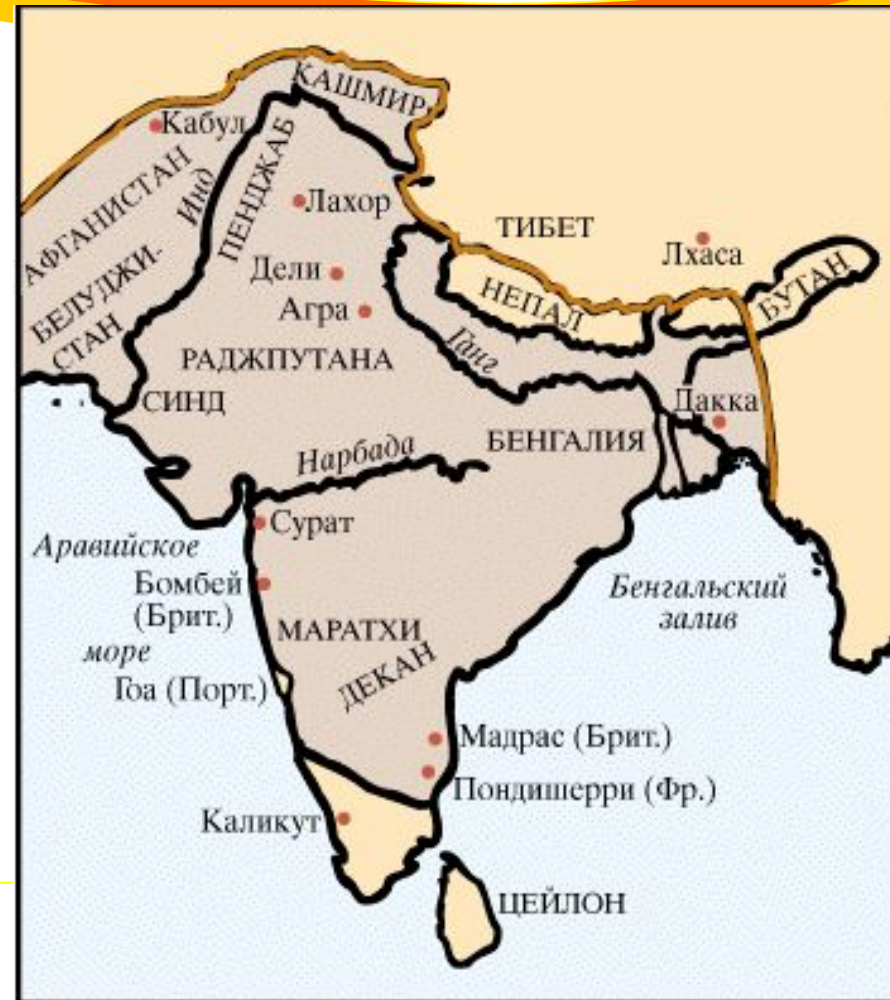 КАШМИР
Кабул
АФГАНИСТАН
Инд
ПЕНДЖАБ
Лахор
ТИБЕТ
Лхаса
БЕЛУДЖИ-
СТАН
Дели
Агра
НЕПАЛ
БУТАН
Ганг
РАДЖПУТАНА
СИНД
Дакка
Нарбада
БЕНГАЛИЯ
Сурат
Аравийское
море
Бомбей
(Брит.)
Бенгальский
залив
МАРАТХИ
ДЕКАН
Гоа (Порт.)
Мадрас (Брит.)
Пондишерри (Фр.)
Каликут
ЦЕЙЛОН